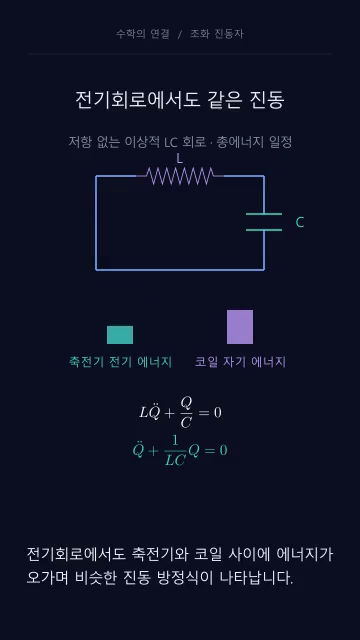 수학의 연결 / 조화 진동자
전기회로에서도 같은 진동
저항 없는 이상적 LC 회로 · 총에너지 일정
L
C
축전기 전기 에너지 코일 자기 에너지
LQ̈ + Q/C = 0
Q̈ + 1/LC Q = 0
전기회로에서도 축전기와 코일 사이에 에너지가
오가며 비슷한 진동 방정식이 나타납니다.